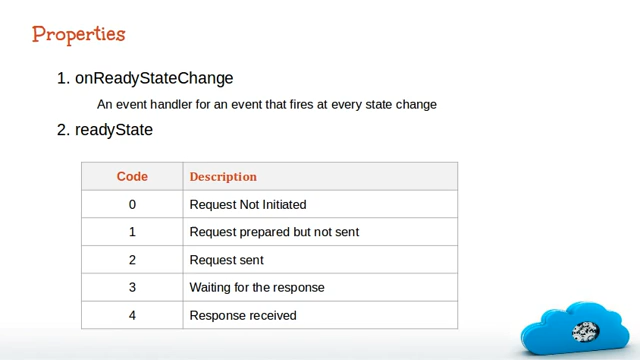 Properties
1. onReadyStateChange
An event handler for an event that fires at every state change
2. readyState
Code Description
0 Request Not Initiated
1 Request prepared but not sent
2 Request sent
3 Waiting for the response
4 Response received